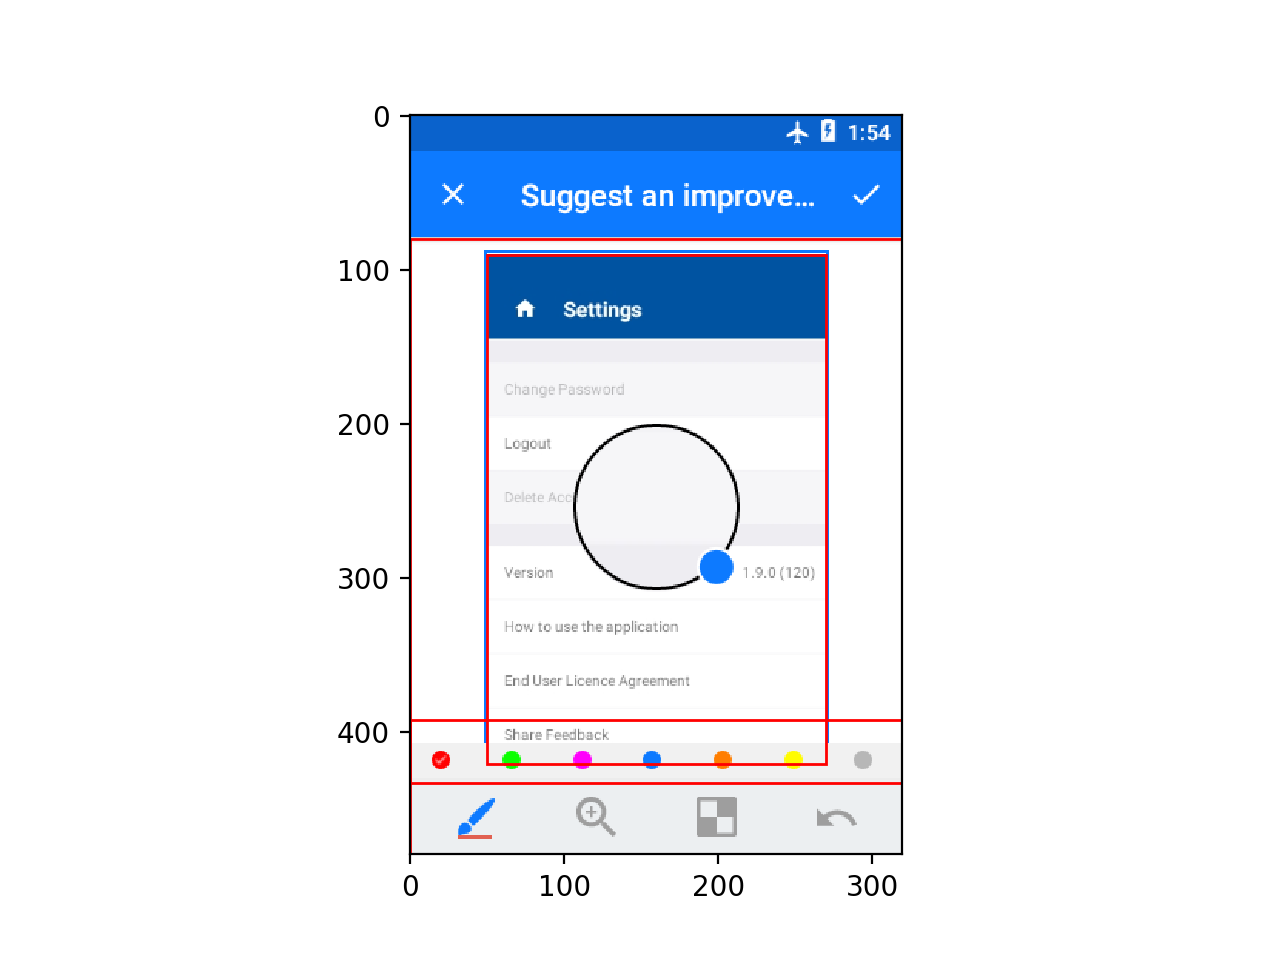 0
1:54
Suggest an improve...
100
Settings
Change Password
200
Logout
Delete Acc
300
Version 1.9.0 (120)
How to use the application
End User Licence Agreement
400
Share Feedback
0 100 200 300